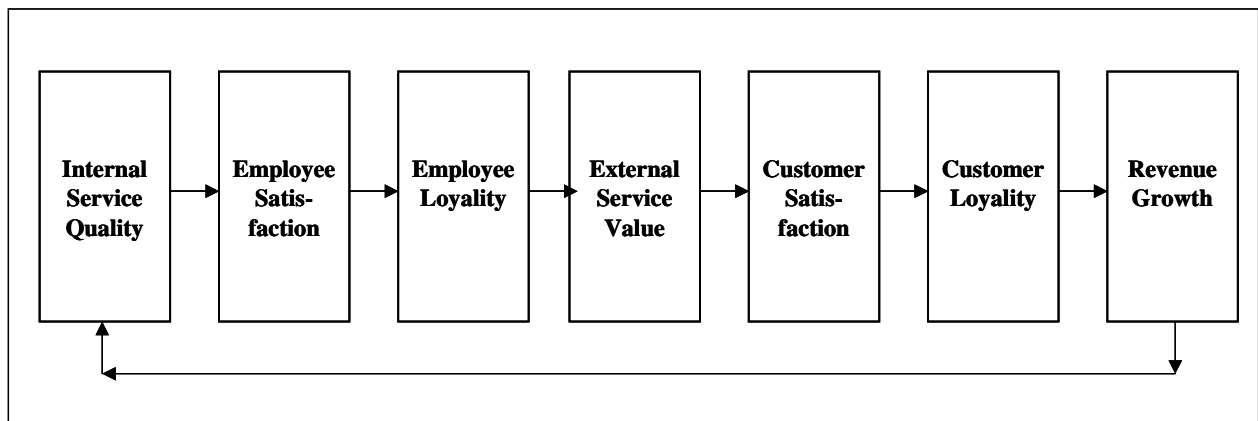 Internal
Service
Quality
Employee
Satis-
faction
Employee
Loyality
External
Service
Value
Customer
Satis-
faction
Customer
Loyality
Revenue
Growth